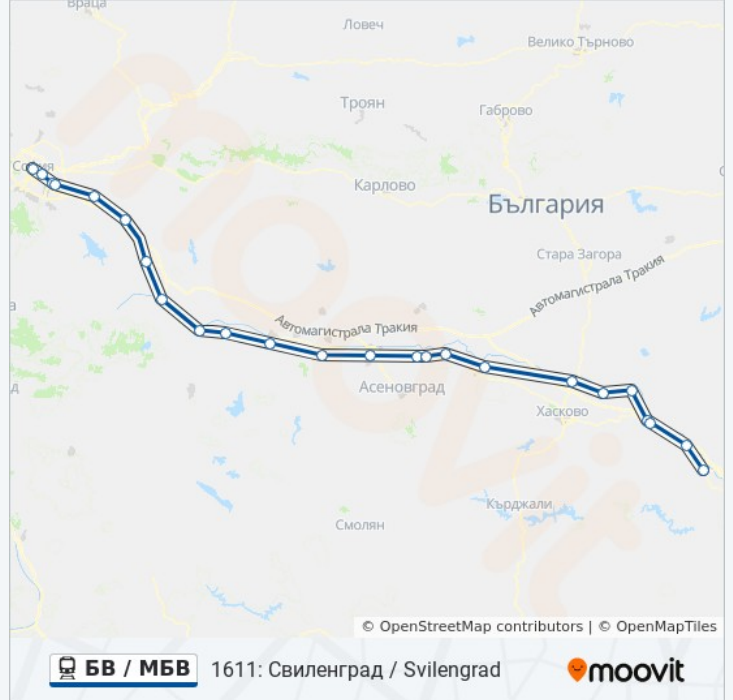 Враца
Ловеч
Велико Търново
Троян
Габрово
София
Карлово
България
Стара Загора
Автомагистрала Тракия
Автомагистрала Тракия
Асеновград
Хасково
Кърджали
Смолян
moovit
© OpenStreetMap contributors | © OpenMapTiles
БВ / МБВ 1611: Свиленград / Svilengrad moovit